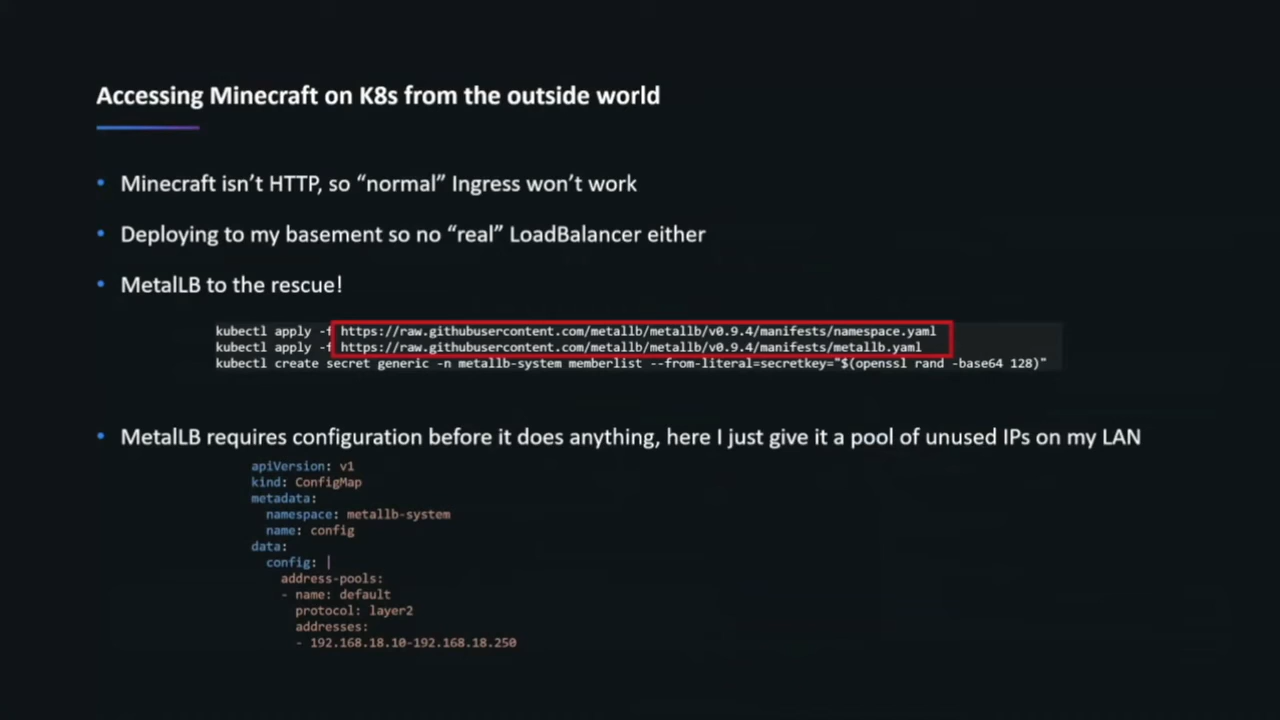 Accessing Minecraft on K8s from the outside world
• Minecraft isn’t HTTP, so “normal” Ingress won’t work
• Deploying to my basement so no “real” LoadBalancer either
• MetalLB to the rescue!
kubectl apply -f https://raw.githubusercontent.com/metallb/metallb/v0.9.4/manifests/namespace.yaml
kubectl apply -f https://raw.githubusercontent.com/metallb/metallb/v0.9.4/manifests/metallb.yaml
kubectl create secret generic -n metallb-system memberlist --from-literal=secretkey="$(openssl rand -base64 128)"
• MetalLB requires configuration before it does anything, here I just give it a pool of unused IPs on my LAN
apiVersion: v1
kind: ConfigMap
metadata:
  namespace: metallb-system
  name: config
data:
  config: |
    address-pools:
    - name: default
      protocol: layer2
      addresses:
      - 192.168.18.10-192.168.18.250